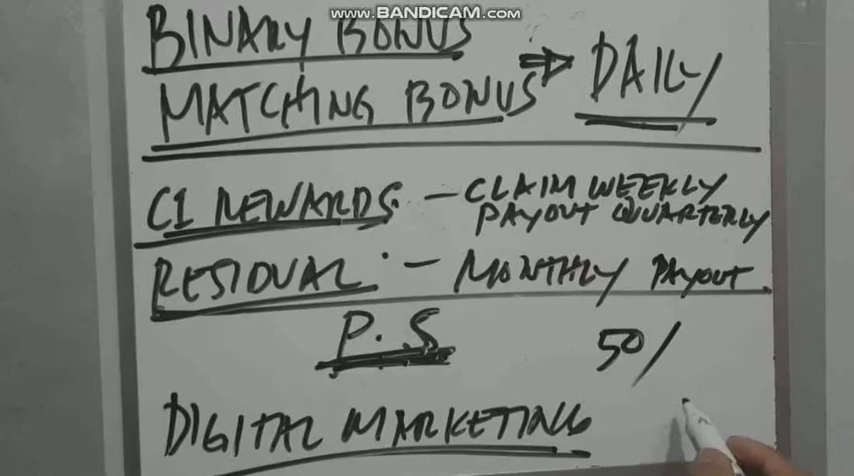 www.BANDICAM.com
BINARY BONUS
MATCHING BONUS ⇒ DAILY
C1 REWARDS. - CLAIM WEEKLY
PAYOUT QUARTERLY
RESIDUAL. - MONTHLY PAYOUT.
P.S 50/
DIGITAL MARKETING